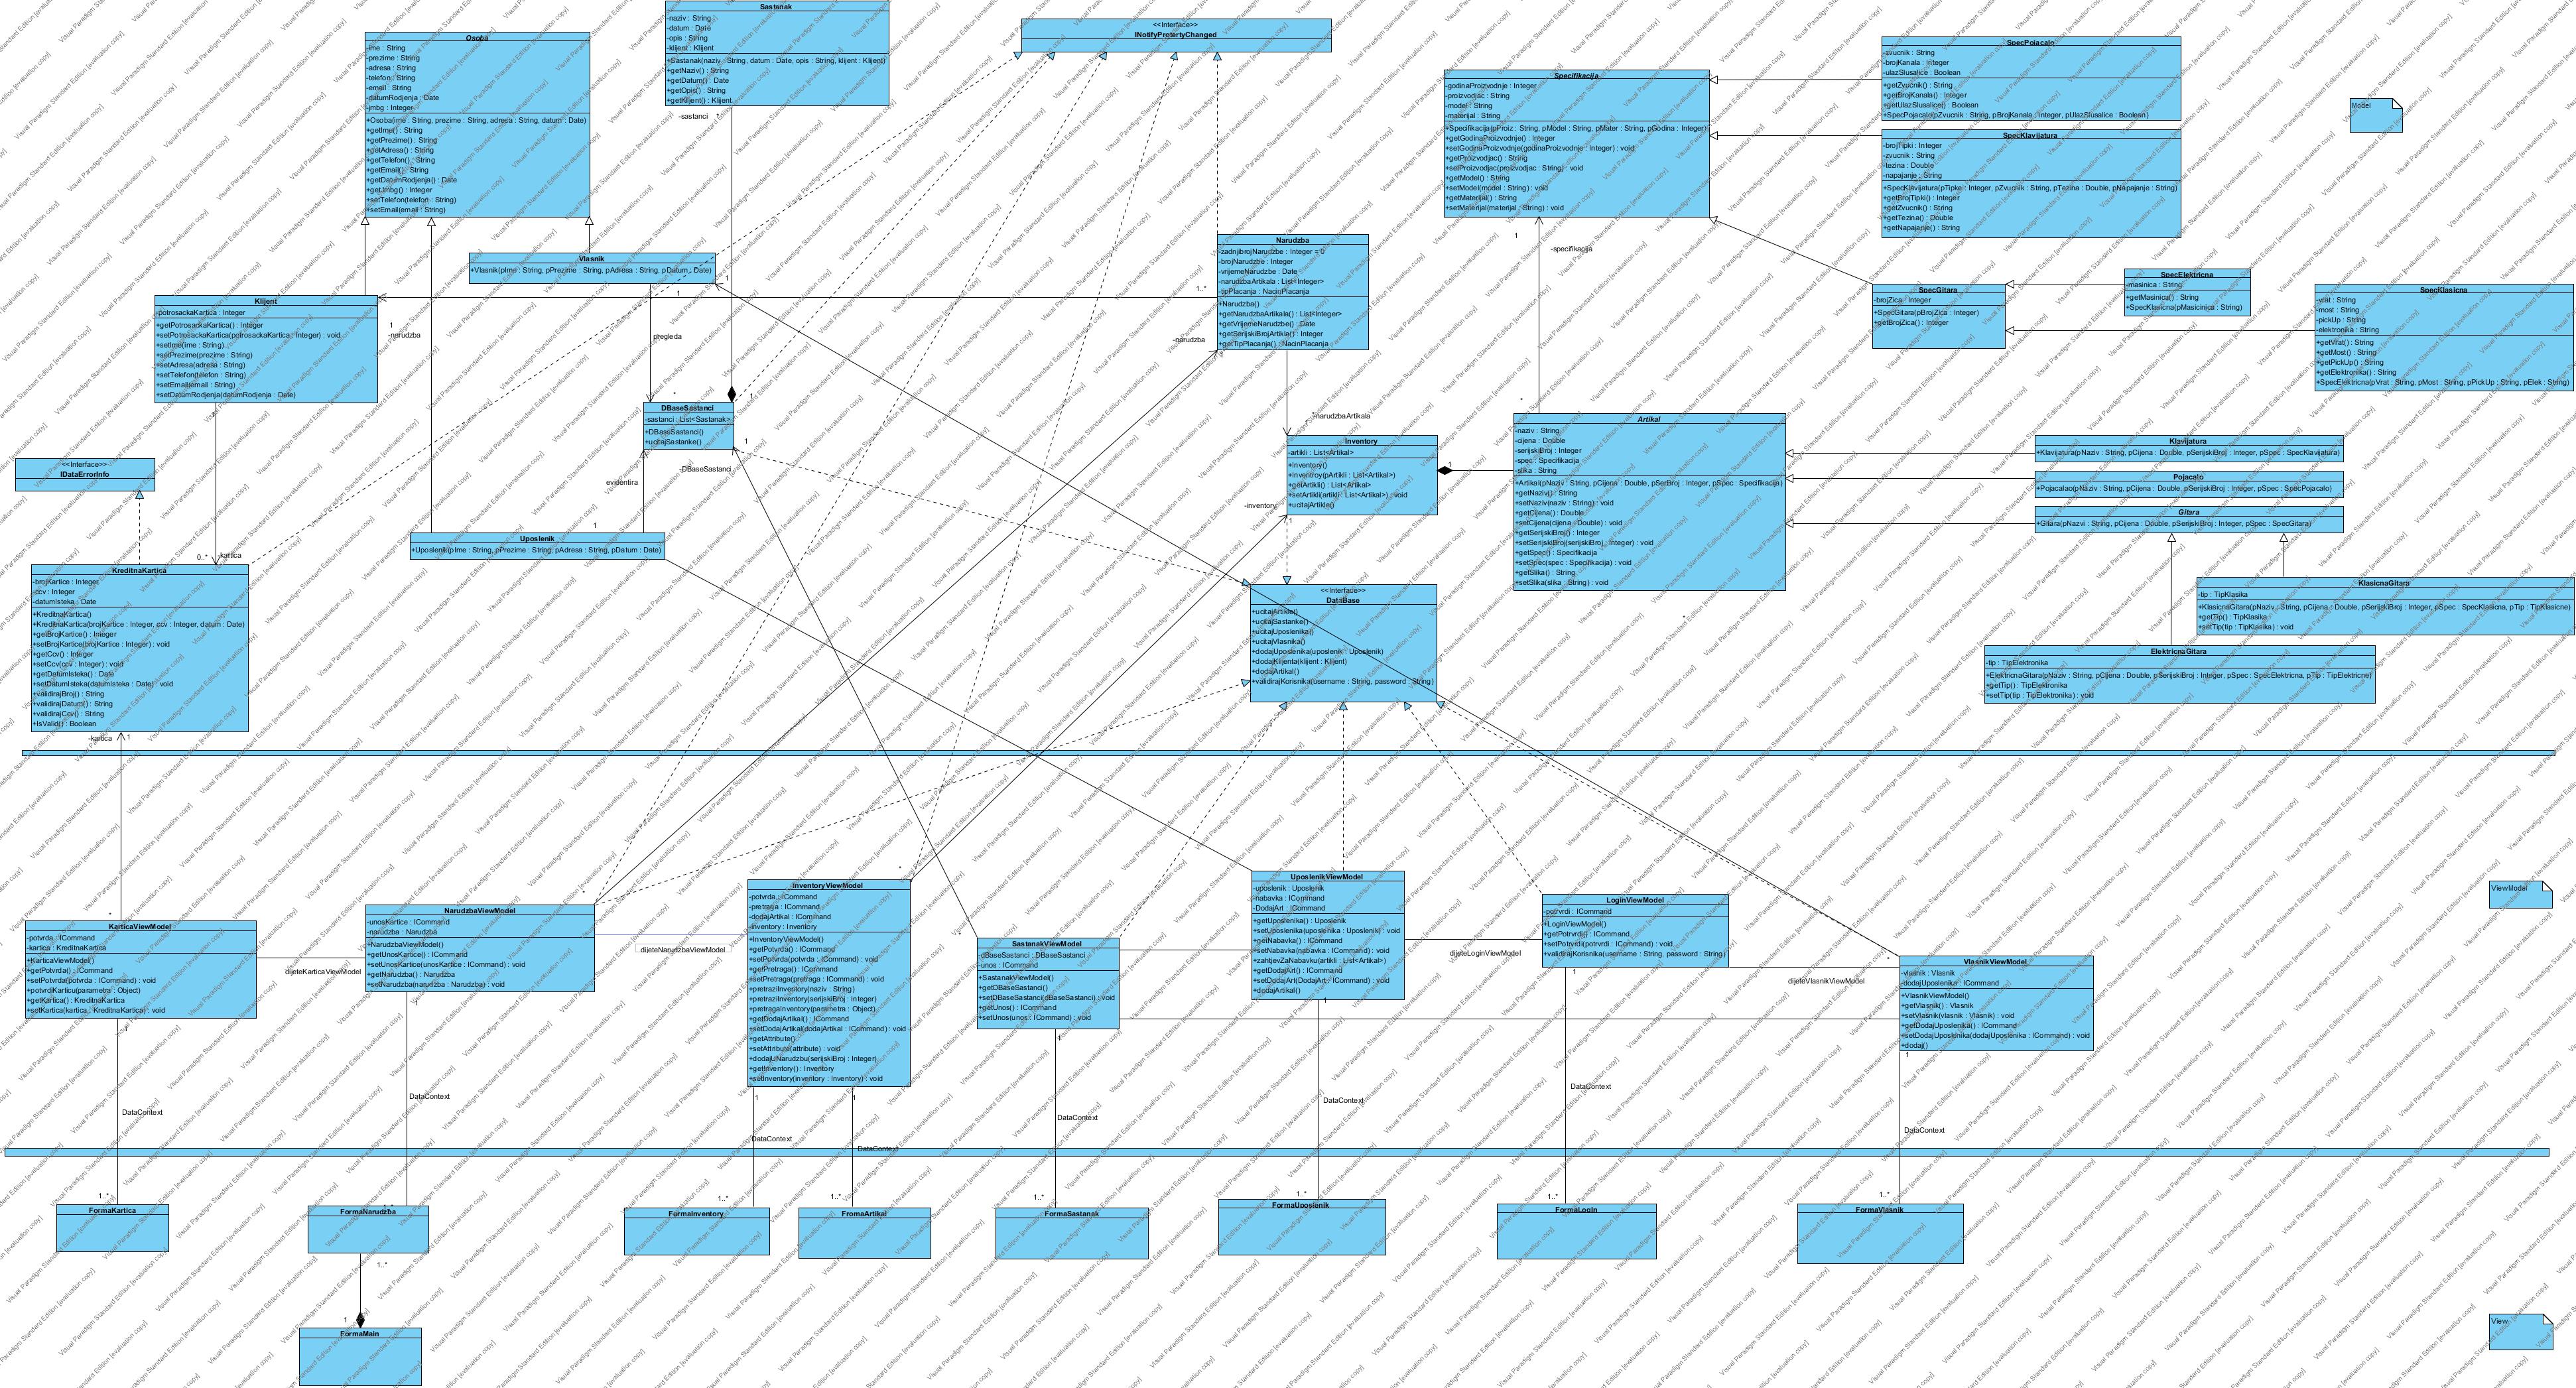 Osoba
-ime : String
-prezime : String
-adresa : String
-telefon : String
-email : String
-datumRodjenja : Date
-jmbg : Integer
+Osoba(ime : String, prezime : String, adresa : String, datum : Date)
+getIme() : String
+getPrezime() : String
+getAdresa() : String
+getTelefon() : String
+getEmail() : String
+getDatumRodjenja() : Date
+getJmbg() : Integer
+setTelefon(telefon : String)
+setEmail(email : String)
Sastanak
-naziv : String
-datum : Date
-opis : String
-klijent : Klijent
+Sastanak(naziv : String, datum : Date, opis : String, klijent : Klijent)
+getNaziv() : String
+getDatum() : Date
+getOpis() : String
+getKlijent() : Klijent
-sastanci
*
<<Interface>>
INotifyProtertyChanged
Specifikacija
-godinaProizvodnje : Integer
-proizvodjac : String
-model : String
-materijal : String
+Specifikacija(pProiz : String, pModel : String, pMater : String, pGodina : Integer)
+getGodinaProizvodnje() : Integer
+setGodinaProizvodnje(godinaProizvodnje : Integer) : void
+getProizvodjac() : String
+setProizvodjac(proizvodjac : String) : void
+getModel() : String
+setModel(model : String) : void
+getMaterijal() : String
+setMaterijal(materijal : String) : void
1
-specifikacija
SpecPojacalo
-zvucnik : String
-brojKanala : Integer
-ulazSlusalice : Boolean
+getZvucnik() : String
+getBrojKanala() : Integer
+getUlazSlusalice() : Boolean
+SpecPojacalo(pZvucnik : String, pBrojKanala : Integer, pUlazSlusalice : Boolean)
SpecKlavijatura
-brojTipki : Integer
-zvucnik : String
-tezina : Double
-napajanje : String
+SpecKlavijatura(pTipke : Integer, pZvucnik : String, pTezina : Double, pNapajanje : String)
+getBrojTipki() : Integer
+getZvucnik() : String
+getTezina() : Double
+getNapajanje() : String
Model
Vlasnik
+Vlasnik(pIme : String, pPrezime : String, pAdresa : String, pDatum : Date)
1
Narudzba
-zadnjibrojNarudzbe : Integer = 0
-brojNarudzbe : Integer
-vrijemeNarudzbe : Date
-narudzbaArtikala : List<Integer>
-tipPlacanja : NacinPlacanja
+Narudzba()
+getNarudzbaArtikala() : List<Integer>
+getVrijemeNarudzbe() : Date
+getSerijskiBrojArtikla() : Integer
+getTipPlacanja() : NacinPlacanja
1..*
SpecGitara
-brojZica : Integer
+SpecGitara(pBrojZica : Integer)
+getBrojZica() : Integer
SpecElektricna
-masinica : String
+getMasinica() : String
+SpecKlasicna(pMasicinica : String)
SpecKlasicna
-vrat : String
-most : String
-pickUp : String
-elektronika : String
+getVrat() : String
+getMost() : String
+getPickUp() : String
+getElektronika() : String
+SpecElektricna(pVrat : String, pMost : String, pPickUp : String, pElek : String)
Klijent
-potrosackaKartica : Integer
+getPotrosackaKartica() : Integer
+setPotrosackaKartica(potrosackaKartica : Integer) : void
+setIme(ime : String)
+setPrezime(prezime : String)
+setAdresa(adresa : String)
+setTelefon(telefon : String)
+setEmail(email : String)
+setDatumRodjenja(datumRodjenja : Date)
1
-narudzba
pregleda
-narudzba
1
DBaseSastanci
-sastanci : List<Sastanak>
+DBaseSastanci()
+ucitajSastanke()
1
-DBaseSastanci
evidentira
-narudzbaArtikala
Inventory
-artikli : List<Artikal>
+Inventory()
+Inventroy(pArtikli : List<Artikal>)
+getArtikli() : List<Artikal>
+setArtikli(artikli : List<Artikal>) : void
+ucitajArtikle()
1
-inventory
1
*
Artikal
-naziv : String
-cijena : Double
-serijskiBroj : Integer
-spec : Specifikacija
-slika : String
+Artikal(pNaziv : String, pCijena : Double, pSerBroj : Integer, pSpec : Specifikacija)
+getNaziv() : String
+setNaziv(naziv : String) : void
+getCijena() : Double
+setCijena(cijena : Double) : void
+getSerijskiBroj() : Integer
+setSerijskiBroj(serijskiBroj : Integer) : void
+getSpec() : Specifikacija
+setSpec(spec : Specifikacija) : void
+getSlika() : String
+setSlika(slika : String) : void
Klavijatura
+Klavijatura(pNaziv : String, pCijena : Double, pSerijskiBroj : Integer, pSpec : SpecKlavijatura)
Pojacalo
+Pojacalao(pNaziv : String, pCijena : Double, pSerijskiBroj : Integer, pSpec : SpecPojacalo)
Gitara
+Gitara(pNazvi : String, pCijena : Double, pSerijskiBroj : Integer, pSpec : SpecGitara)
KlasicnaGitara
-tip : TipKlasika
+KlasicnaGitara(pNaziv : String, pCijena : Double, pSerijskiBroj : Integer, pSpec : SpecKlasicna, pTip : TipKlasicne)
+getTip() : TipKlasika
+setTip(tip : TipKlasika) : void
ElektricnaGitara
-tip : TipElektronika
+ElektricnaGitara(pNaziv : String, pCijena : Double, pSerijskiBroj : Integer, pSpec : SpecElektricna, pTip : TipElektricne)
+getTip() : TipElektronika
+setTip(tip : TipElektronika) : void
<<Interface>>
IDataErrorInfo
Uposlenik
+Uposlenik(pIme : String, pPrezime : String, pAdresa : String, pDatum : Date)
1
0..*
-kartica
KreditnaKartica
-brojKartice : Integer
-ccv : Integer
-datumIsteka : Date
+KreditnaKartica()
+KreditnaKartica(brojKartice : Integer, ccv : Integer, datum : Date)
+getBrojKartice() : Integer
+setBrojKartice(brojKartice : Integer) : void
+getCcv() : Integer
+setCcv(ccv : Integer) : void
+getDatumIsteka() : Date
+setDatumIsteka(datumIsteka : Date) : void
+validirajBroj() : String
+validirajDatum() : String
+validirajCcv() : String
+IsValid() : Boolean
-kartica
1
<<Interface>>
DataBase
+ucitajArtikle()
+ucitajSastanke()
+ucitajUposlenika()
+ucitajVlasnika()
+dodajUposlenika(uposlenik : Uposlenik)
+dodajKlijenta(klijent : Klijent)
+dodajArtikal()
+validirajKorisnika(username : String, password : String)
ViewModel
KarticaViewModel
-potvrda : ICommand
-kartica : KreditnaKartica
+KarticaViewModel()
+getPotvrda() : ICommand
+setPotvrda(potvrda : ICommand) : void
+potvrdiKarticu(parametre : Object)
+getKartica() : KreditnaKartica
+setKartica(kartica : KreditnaKartica) : void
dijeteKarticaViewModel
NarudzbaViewModel
-unosKartice : ICommand
-narudzba : Narudzba
+NarudzbaViewModel()
+getUnosKartice() : ICommand
+setUnosKartice(unosKartice : ICommand) : void
+getNarudzba() : Narudzba
+setNarudzba(narudzba : Narudzba) : void
dijeteNarudzbaViewModel
InventoryViewModel
-potvrda : ICommand
-pretraga : ICommand
-dodajArtikal : ICommand
-inventory : Inventory
+InventoryViewModel()
+getPotvrda() : ICommand
+setPotvrda(potvrda : ICommand) : void
+getPretraga() : ICommand
+setPretraga(pretraga : ICommand) : void
+pretraziInveritory(naziv : String)
+pretraziInveritory(serijskiBroj : Integer)
+pretragaInventory(parametra : Object)
+getDodajArtikal() : ICommand
+setDodajArtikal(dodajArtikal : ICommand) : void
+getAttribute()
+setAttribute(attribute) : void
+dodajUNarudzbu(serijskiBroj : Integer)
+getInventory() : Inventory
+setInventory(inventory : Inventory) : void
SastanakViewModel
-dBaseSastanci : DBaseSastanci
-unos : ICommand
+SastanakViewModel()
+getDBaseSastanci()
+setDBaseSastanci(dBaseSastanci) : void
+getUnos() : ICommand
+setUnos(unos : ICommand) : void
UposlenikViewModel
-uposlenik : Uposlenik
-nabavka : ICommand
-DodajArt : ICommand
+getUposlenika() : Uposlenik
+setUposlenika(uposlenika : Uposlenik) : void
+getNabavka() : ICommand
+setNabavka(nabavka : ICommand) : void
+zahtjevZaNabavku(artikli : List<Artikal>)
+getDodajArt() : ICommand
+setDodajArt(DodajArt : ICommand) : void
+dodajArtikal()
dijeteLoginViewModel
LoginViewModel
-potrvrdi : ICommand
+LoginViewModel()
+getPotrvrdi() : ICommand
+setPotrvrdi(potrvrdi : ICommand) : void
+validirajKorisnika(username : String, password : String)
dijeteVlasnikViewModel
VlasnikViewModel
-vlasnik : Vlasnik
-dodajUposlenika : ICommand
+VlasnikViewModel()
+getVlasnik() : Vlasnik
+setVlasnik(vlasnik : Vlasnik) : void
+getDodajUposlenika() : ICommand
+setDodajUposlenika(dodajUposlenika : ICommand) : void
+dodaj()
DataContext
DataContext
DataContext
DataContext
DataContext
DataContext
DataContext
DataContext
1..*
1..*
1..*
1..*
1..*
1..*
1..*
FormaKartica
FormaNarudzba
FormaInventory
FromaArtikal
FormaSastanak
FormaUposlenik
FormaLogIn
FormaVlasnik
1..*
1
FormaMain
View
Visual Paradigm Standard Edition [evaluation copy]